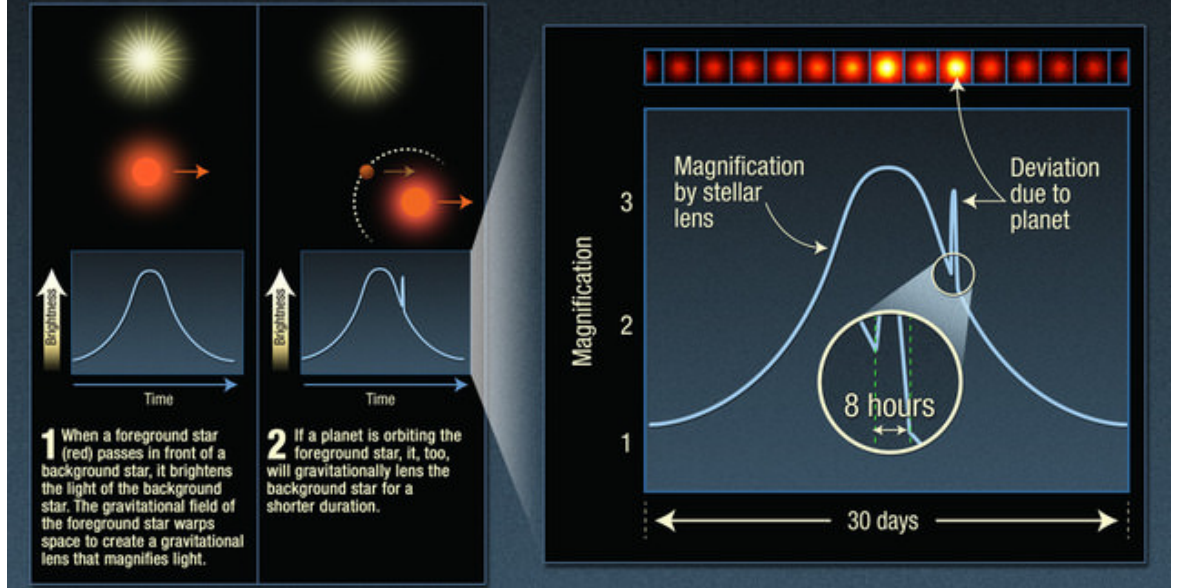 Brightness
Time
1 When a foreground star
(red) passes in front of a
background star, it brightens
the light of the background
star. The gravitational field of
the foreground star warps
space to create a gravitational
lens that magnifies light.
Brightness
Time
2 If a planet is orbiting the
foreground star, it, too,
will gravitationally lens the
background star for a
shorter duration.
Magnification
3
2
1
Magnification
by stellar
lens
Deviation
due to
planet
8 hours
30 days